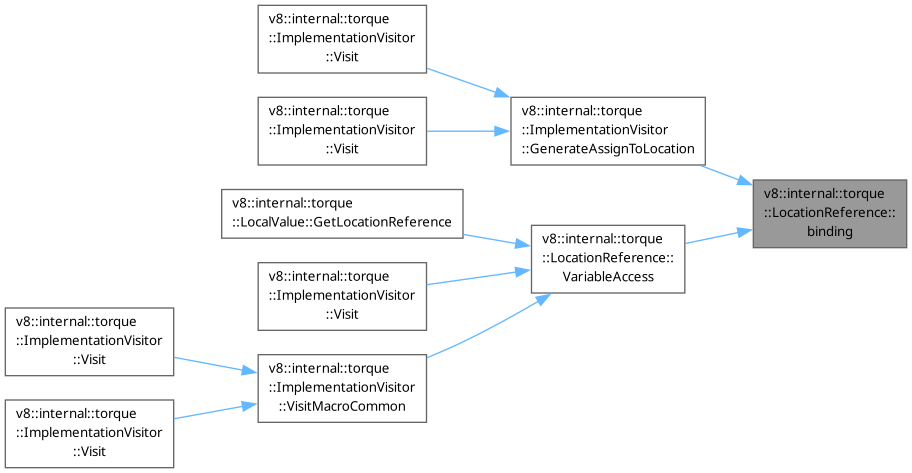 v8::internal::torque
::ImplementationVisitor
::Visit
v8::internal::torque
::ImplementationVisitor
::Visit
v8::internal::torque
::ImplementationVisitor
::GenerateAssignToLocation
v8::internal::torque
::LocationReference::
binding
v8::internal::torque
::LocalValue::GetLocationReference
v8::internal::torque
::LocationReference::
VariableAccess
v8::internal::torque
::ImplementationVisitor
::Visit
v8::internal::torque
::ImplementationVisitor
::Visit
v8::internal::torque
::ImplementationVisitor
::VisitMacroCommon
v8::internal::torque
::ImplementationVisitor
::Visit